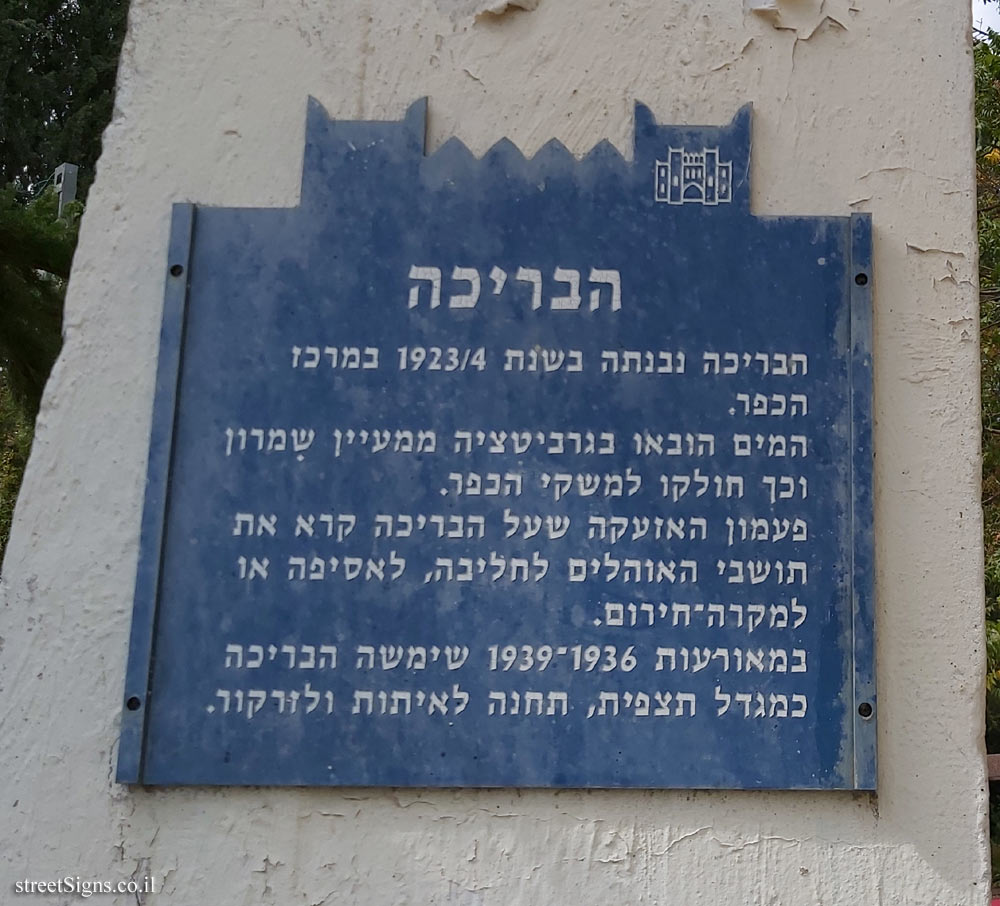 הבריכה
הבריכה נבנתה בשנת 1923/4 במרכז
הכפר.
המים הובאו בגרביטציה ממעיין שָמרון
וכך חולקו למשקי הכפר.
פעמון האזעקה שעל הבריכה קרא את
תושבי האוהלים לחליבה, לאסיפה או
למקרה־חירום.
במאורעות 1936־1939 שימשה הבריכה
כמגדל תצפית, תחנה לאיתות ולזרקור.
streetSigns.co.il